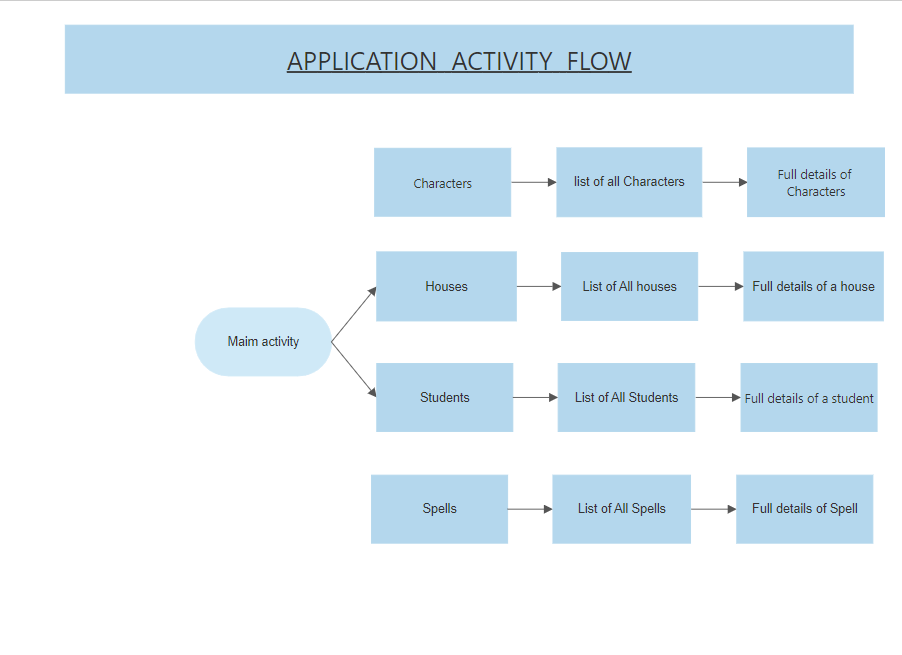 APPLICATION ACTIVITY FLOW
Characters
list of all Characters
Full details of
Characters
Houses
List of All houses
Full details of a house
Maim activity
Students
List of All Students
Full details of a student
Spells
List of All Spells
Full details of Spell